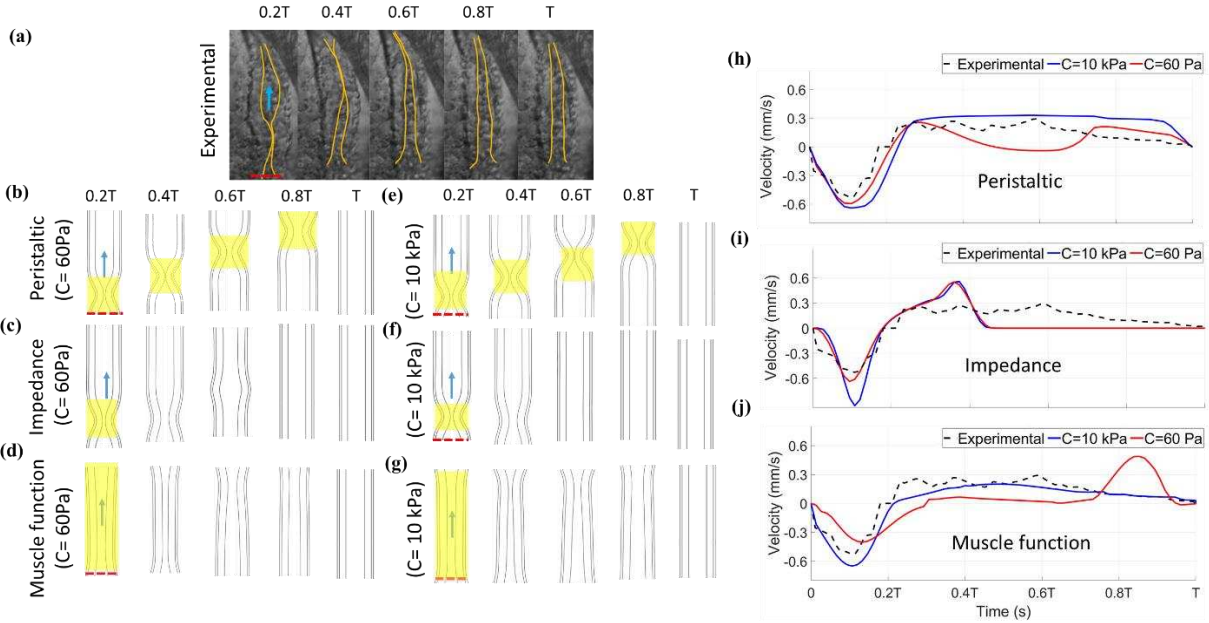 0.2T 0.4T 0.6T 0.8T T
(a)
Experimental
(b)
0.2T 0.4T 0.6T 0.8T T
Peristaltic
(C= 60Pa)
(c)
Impedance
(C= 60Pa)
(d)
Muscle function
(C= 60Pa)
(e)
0.2T 0.4T 0.6T 0.8T T
(C= 10 kPa)
(f)
(C= 10 kPa)
(g)
(C= 10 kPa)
(h)
Experimental C=10 kPa C=60 Pa
Velocity (mm/s)
0.6
0.3
0
-0.3
-0.6
Peristaltic
(i)
Experimental C=10 kPa C=60 Pa
Velocity (mm/s)
0.6
0.3
0
-0.3
-0.6
Impedance
(j)
Experimental C=10 kPa C=60 Pa
Velocity (mm/s)
0.6
0.3
0
-0.3
-0.6
Muscle function
0 0.2T 0.4T 0.6T 0.8T T
Time (s)